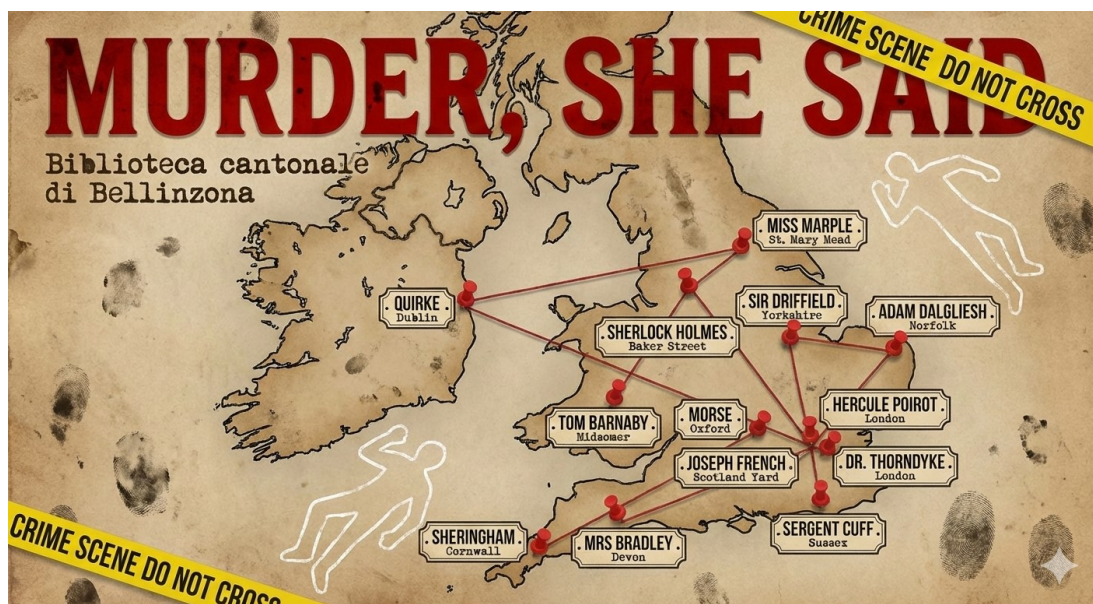 MURDER, SHE SAID
CRIME SCENE DO NOT CROSS
Biblioteca cantonale
di Bellinzona
. MISS MARPLE .
St. Mary Mead
. QUIRKE .
Dublin
. SIR DRIFFIELD .
Yorkshire
. ADAM DALGLIESH .
Norfolk
. SHERLOCK HOLMES .
Baker Street
. TOM BARNABY .
Midsomer
. MORSE .
Oxford
. HERCULE POIROT .
London
. JOSEPH FRENCH .
Scotland Yard
. DR. THORNDYKE .
London
. SHERINGHAM .
Cornwall
. MRS BRADLEY .
Devon
SERGENT CUFF .
Sussex
CRIME SCENE DO NOT CROSS